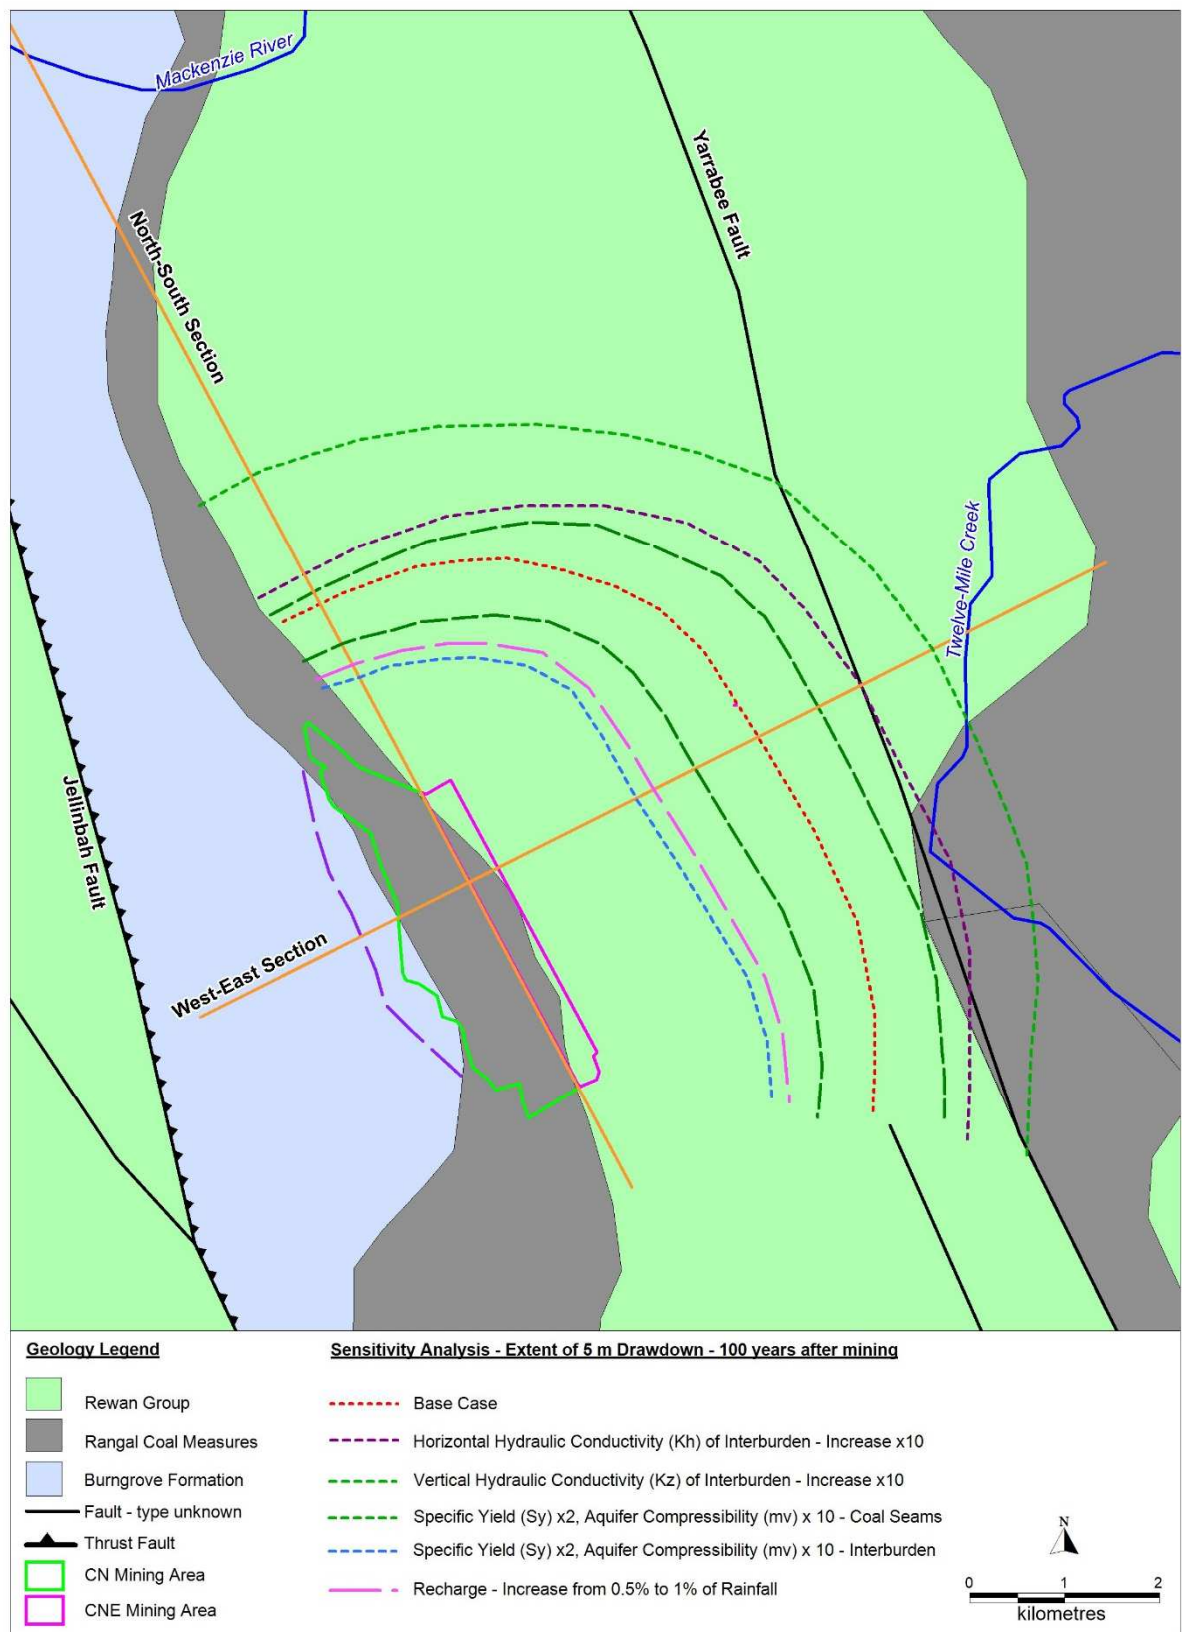 Mackenzie River
Yarrabee Fault
North-South Section
Twelve-Mile Creek
Jellinbah Fault
West-East Section
Geology Legend
Rewan Group
Rangal Coal Measures
Burngrove Formation
Fault - type unknown
Thrust Fault
CN Mining Area
CNE Mining Area
Sensitivity Analysis - Extent of 5 m Drawdown - 100 years after mining
Base Case
Horizontal Hydraulic Conductivity (Kh) of Interburden - Increase x10
Vertical Hydraulic Conductivity (Kz) of Interburden - Increase x10
Specific Yield (Sy) x2, Aquifer Compressibility (mv) x 10 - Coal Seams
Specific Yield (Sy) x2, Aquifer Compressibility (mv) x 10 - Interburden
Recharge - Increase from 0.5% to 1% of Rainfall
N
0 1 2
kilometres